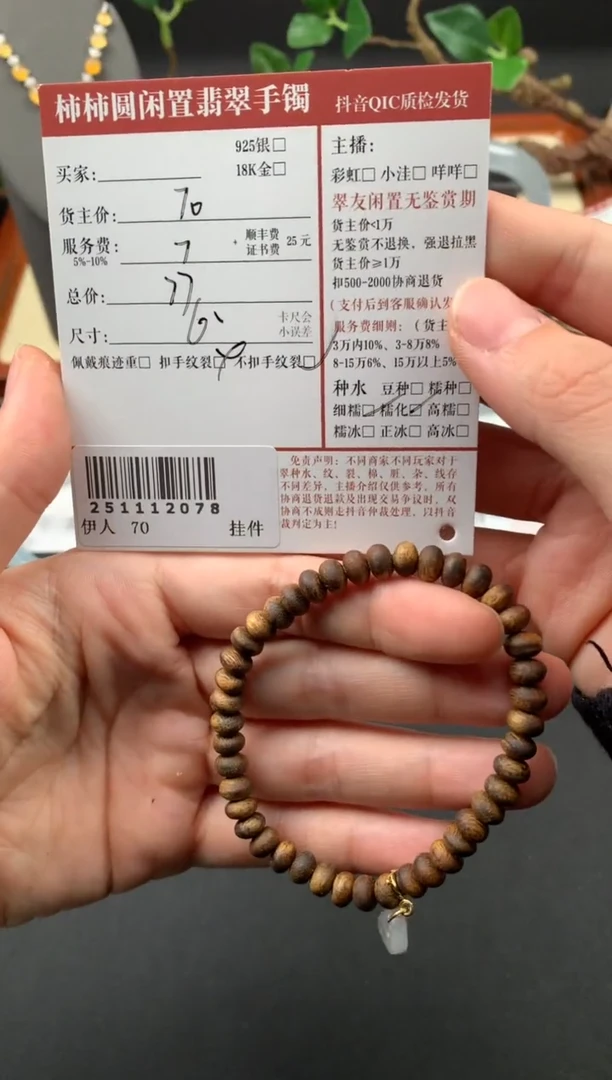 柿柿圆闲置翡翠手镯 抖音QIC质检发货
925银□
18K金□
买家:
货主价: 70
服务费: 7 + 顺丰费 证书费 25元
5%-10%
总价: 77
尺寸: 卡尺会
小误差
佩戴痕迹重□ 扣手纹裂□ 不扣手纹裂□
主播:
彩虹□ 小洼□ 咩咩□
翠友闲置无鉴赏期
货主价<1万
无鉴赏不退换,强退拉黑
货主价≥1万
扣500-2000协商退货
(支付后到客服确认发
服务费细则:(货主
3万内10%、3-8万8%
8-15万6%、15万以上5%
种水 豆种□ 糯种□
细糯□ 糯化□ 高糯□
糯冰□ 正冰□ 高冰□
免责声明:不同商家不同玩家对于
翠种水、纹、裂、棉、脏、杂、线存
不同差异,主播介绍仅供参考。所有
协商退货退款及出现交易争议时,双
协商不成则走抖音仲裁处理,以抖音
裁判定为主!
251112078
伊人 70 挂件